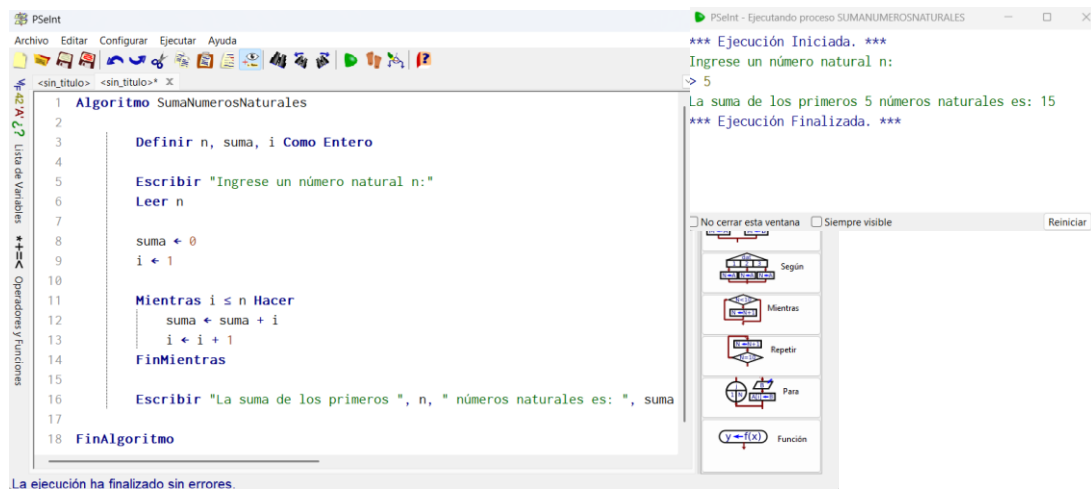 PSeInt
Archivo Editar Configurar Ejecutar Ayuda
<sin_titulo> <sin_titulo>* X
Lista de Variables
*+=< Operadores y Funciones
1 Algoritmo SumaNumerosNaturales
2
3 Definir n, suma, i Como Entero
4
5 Escribir "Ingrese un número natural n:"
6 Leer n
7
8 suma ← 0
9 i ← 1
10
11 Mientras i ≤ n Hacer
12 suma ← suma + i
13 i ← i + 1
14 FinMientras
15
16 Escribir "La suma de los primeros ", n, " números naturales es: ", suma
17
18 FinAlgoritmo
La ejecución ha finalizado sin errores.
PSeInt - Ejecutando proceso SUMANUMEROSNATURALES
*** Ejecución Iniciada. ***
Ingrese un número natural n:
> 5
La suma de los primeros 5 números naturales es: 15
*** Ejecución Finalizada. ***
No cerrar esta ventana Siempre visible Reiniciar
Según
Mientras
Repetir
Para
y←f(x) Función